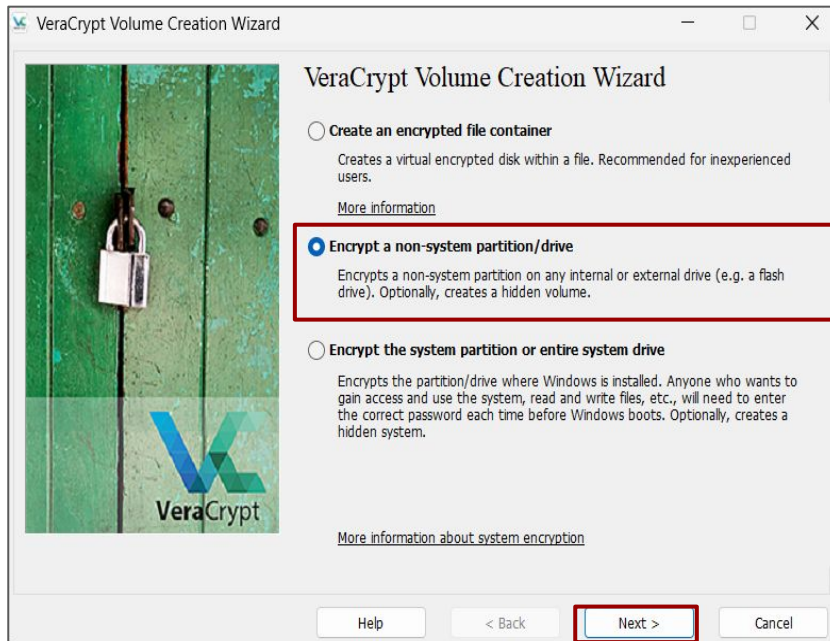 VeraCrypt Volume Creation Wizard
VeraCrypt Volume Creation Wizard
Create an encrypted file container
Creates a virtual encrypted disk within a file. Recommended for inexperienced
users.
More information
Encrypt a non-system partition/drive
Encrypts a non-system partition on any internal or external drive (e.g. a flash
drive). Optionally, creates a hidden volume.
Encrypt the system partition or entire system drive
Encrypts the partition/drive where Windows is installed. Anyone who wants to
gain access and use the system, read and write files, etc., will need to enter
the correct password each time before Windows boots. Optionally, creates a
hidden system.
VeraCrypt
More information about system encryption
Help
< Back
Next >
Cancel